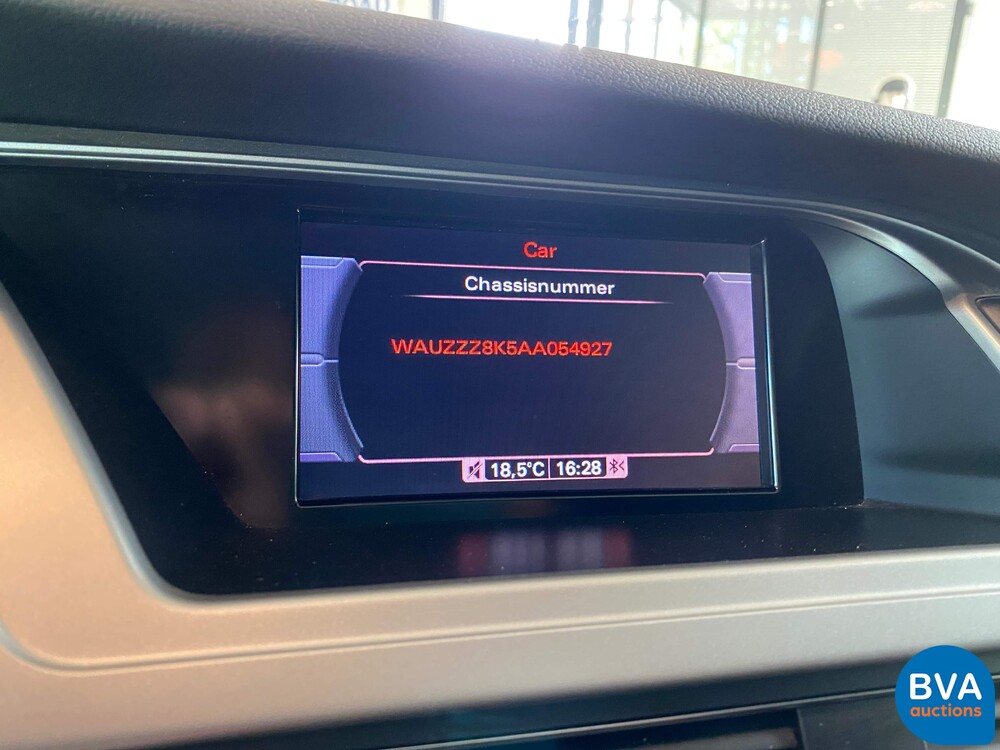 Car
Chassisnummer
WAUZZZ8K5AA054927
18,5°C 16:28
BVA
auctions